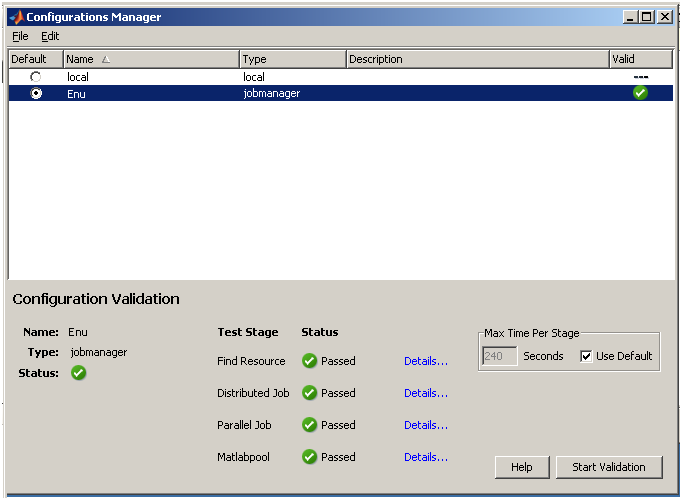 Configurations Manager
File Edit
Default Name Type Description Valid
local local ---
Enu jobmanager
Configuration Validation
Name: Enu
Type: jobmanager
Status:
Test Stage Status
Find Resource Passed Details...
Distributed Job Passed Details...
Parallel Job Passed Details...
Matlabpool Passed Details...
Max Time Per Stage
240 Seconds Use Default
Help Start Validation